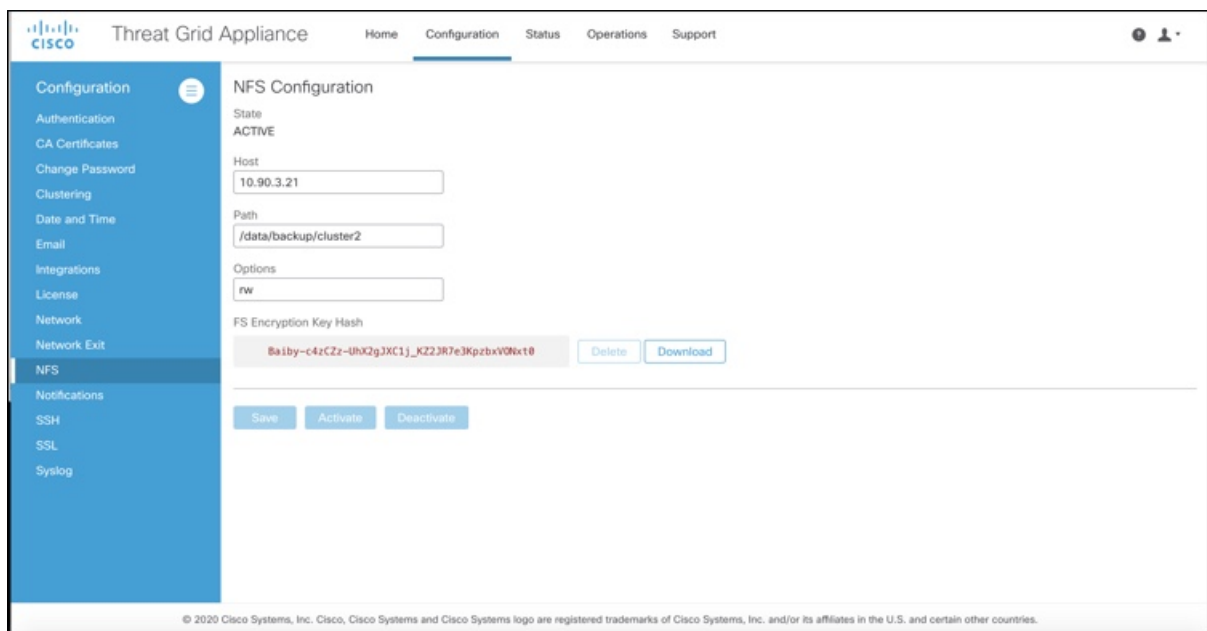 CISCO
Threat Grid Appliance
Home Configuration Status Operations Support
Configuration
Authentication
CA Certificates
Change Password
Clustering
Date and Time
Email
Integrations
License
Network
Network Exit
NFS
Notifications
SSH
SSL
Syslog
NFS Configuration
State
ACTIVE
Host
10.90.3.21
Path
/data/backup/cluster2
Options
rw
FS Encryption Key Hash
Baiby-c4zCZz-UhX2gJXC1j_KZ2JR7e3KpzbxVQNxt0
Delete Download
Save Activate Deactivate
© 2020 Cisco Systems, Inc. Cisco, Cisco Systems and Cisco Systems logo are registered trademarks of Cisco Systems, Inc. and/or its affiliates in the U.S. and certain other countries.